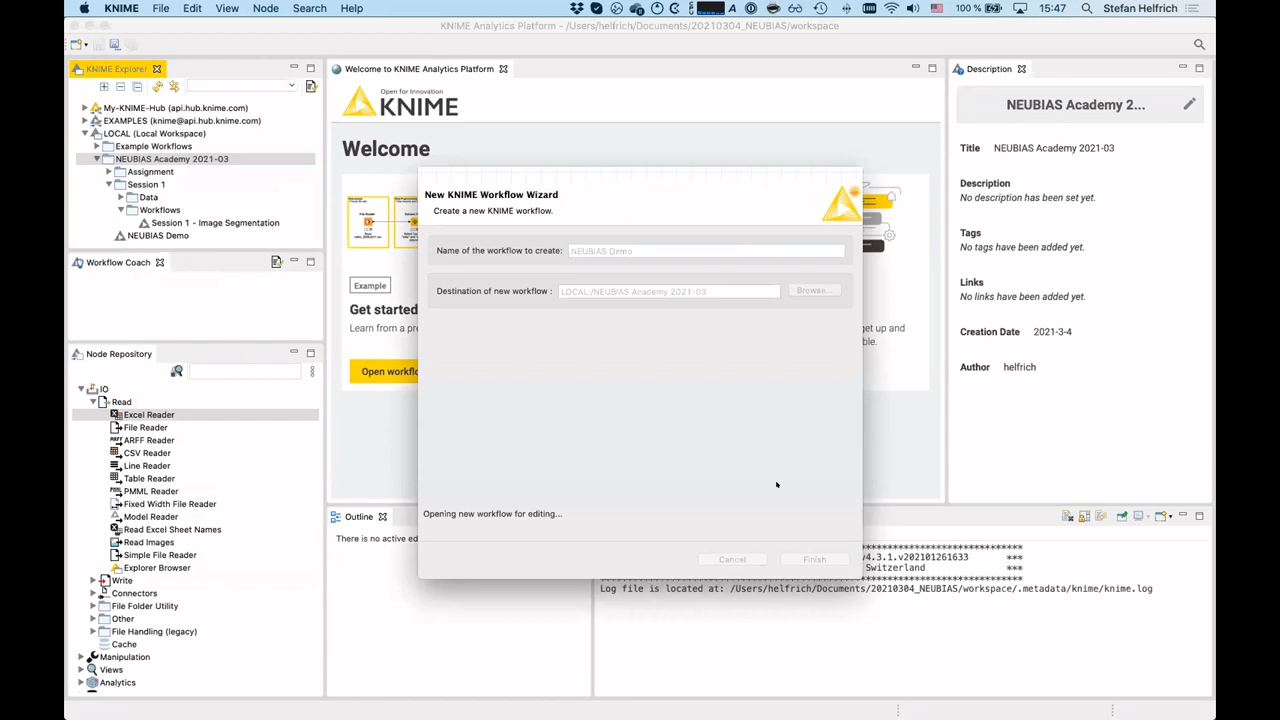 KNIME File Edit View Node Search Help 100 % 15:47 Stefan Helfrich
KNIME Analytics Platform - /Users/helfrich/Documents/20210304_NEUBIAS/workspace
KNIME Explorer
My-KNIME-Hub (api.hub.knime.com)
EXAMPLES (knime@api.hub.knime.com)
LOCAL (Local Workspace)
Example Workflows
NEUBIAS Academy 2021-03
Assignment
Session 1
Data
Workflows
Session 1 - Image Segmentation
NEUBIAS Demo
Workflow Coach
Node Repository
IO
Read
Excel Reader
File Reader
ARFF Reader
CSV Reader
Line Reader
Table Reader
PMML Reader
Fixed Width File Reader
Model Reader
Read Excel Sheet Names
Read Images
Simple File Reader
Explorer Browser
Write
Connectors
File Folder Utility
Other
File Handling (legacy)
Cache
Manipulation
Views
Analytics
Welcome to KNIME Analytics Platform
Open for Innovation
KNIME
Welcome
Example
Get started
Learn from a pre
Open workflo
get up and
ble.
New KNIME Workflow Wizard
Create a new KNIME workflow.
Name of the workflow to create: NEUBIAS Demo
Destination of new workflow : LOCAL:/NEUBIAS Academy 2021-03 Browse...
Opening new workflow for editing...
Cancel Finish
Outline
There is no active ed
***********************************
v4.3.1.v202101261633 ***
Switzerland ***
***********************************
Log file is located at: /Users/helfrich/Documents/20210304_NEUBIAS/workspace/.metadata/knime/knime.log
Description
NEUBIAS Academy 2...
Title NEUBIAS Academy 2021-03
Description
No description has been set yet.
Tags
No tags have been added yet.
Links
No links have been added yet.
Creation Date 2021-3-4
Author helfrich